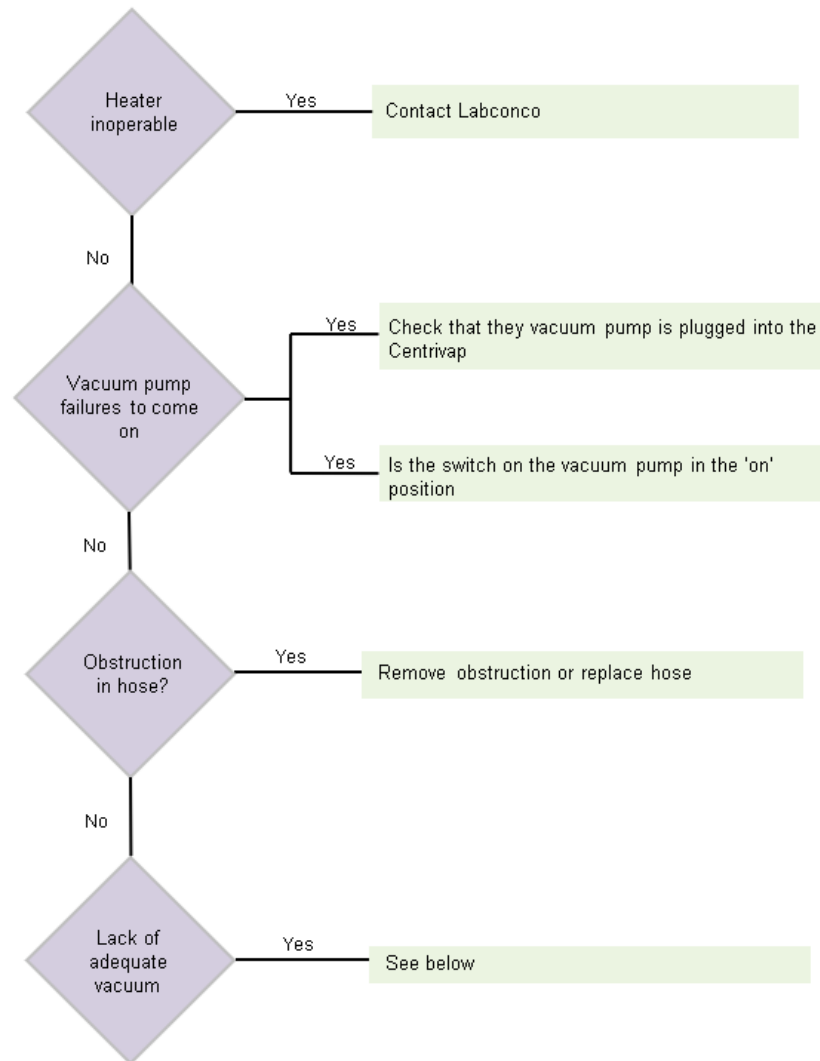 Heater
inoperable
Yes
Contact Labconco
No
Vacuum pump
failures to come
on
Yes
Check that they vacuum pump is plugged into the
Centrivap
Yes
Is the switch on the vacuum pump in the 'on'
position
No
Obstruction
in hose?
Yes
Remove obstruction or replace hose
No
Lack of
adequate
vacuum
Yes
See below